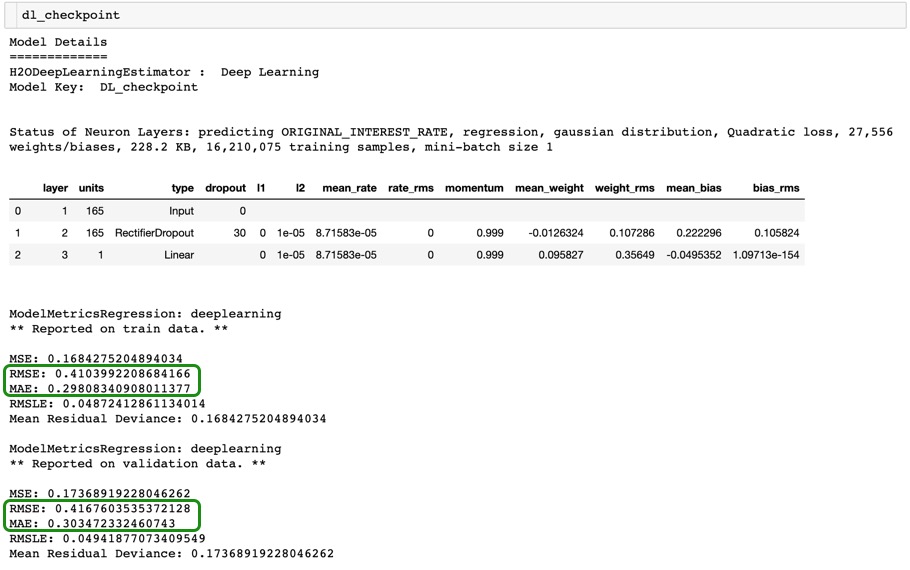 dl_checkpoint
Model Details
=============
H2ODeepLearningEstimator :  Deep Learning
Model Key:  DL_checkpoint
Status of Neuron Layers: predicting ORIGINAL_INTEREST_RATE, regression, gaussian distribution, Quadratic loss, 27,556
weights/biases, 228.2 KB, 16,210,075 training samples, mini-batch size 1
layer units type dropout l1 l2 mean_rate rate_rms momentum mean_weight weight_rms mean_bias bias_rms
0 1 165 Input 0
1 2 165 RectifierDropout 30 0 1e-05 8.71583e-05 0 0.999 -0.0126324 0.107286 0.222296 0.105824
2 3 1 Linear 0 1e-05 8.71583e-05 0 0.999 0.095827 0.35649 -0.0495352 1.09713e-154
ModelMetricsRegression: deeplearning
** Reported on train data. **
MSE: 0.1684275204894034
RMSE: 0.4103992208684166
MAE: 0.29808340908011377
RMSLE: 0.04872412861134014
Mean Residual Deviance: 0.1684275204894034
ModelMetricsRegression: deeplearning
** Reported on validation data. **
MSE: 0.17368919228046262
RMSE: 0.4167603535372128
MAE: 0.303472332460743
RMSLE: 0.04941877073409549
Mean Residual Deviance: 0.17368919228046262